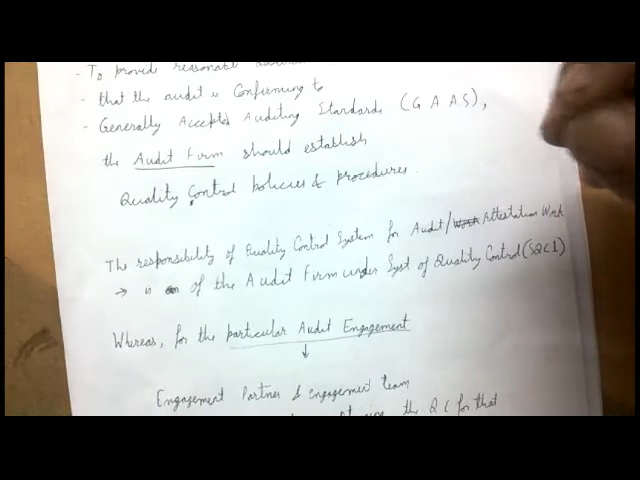 - To provide reasonable
- that the audit is Confirming to
- Generally Accepted Auditing Standards (G A A S),
the Audit Firm should establish
Quality Control policies & procedures.
The responsibility of Quality Control System for Audit/ Attestation Work
→ is of the Audit Firm under Syst of Quality Control (SQC1)
Whereas, for the particular Audit Engagement
↓
Engagement Partner & engagement team
the QC for that